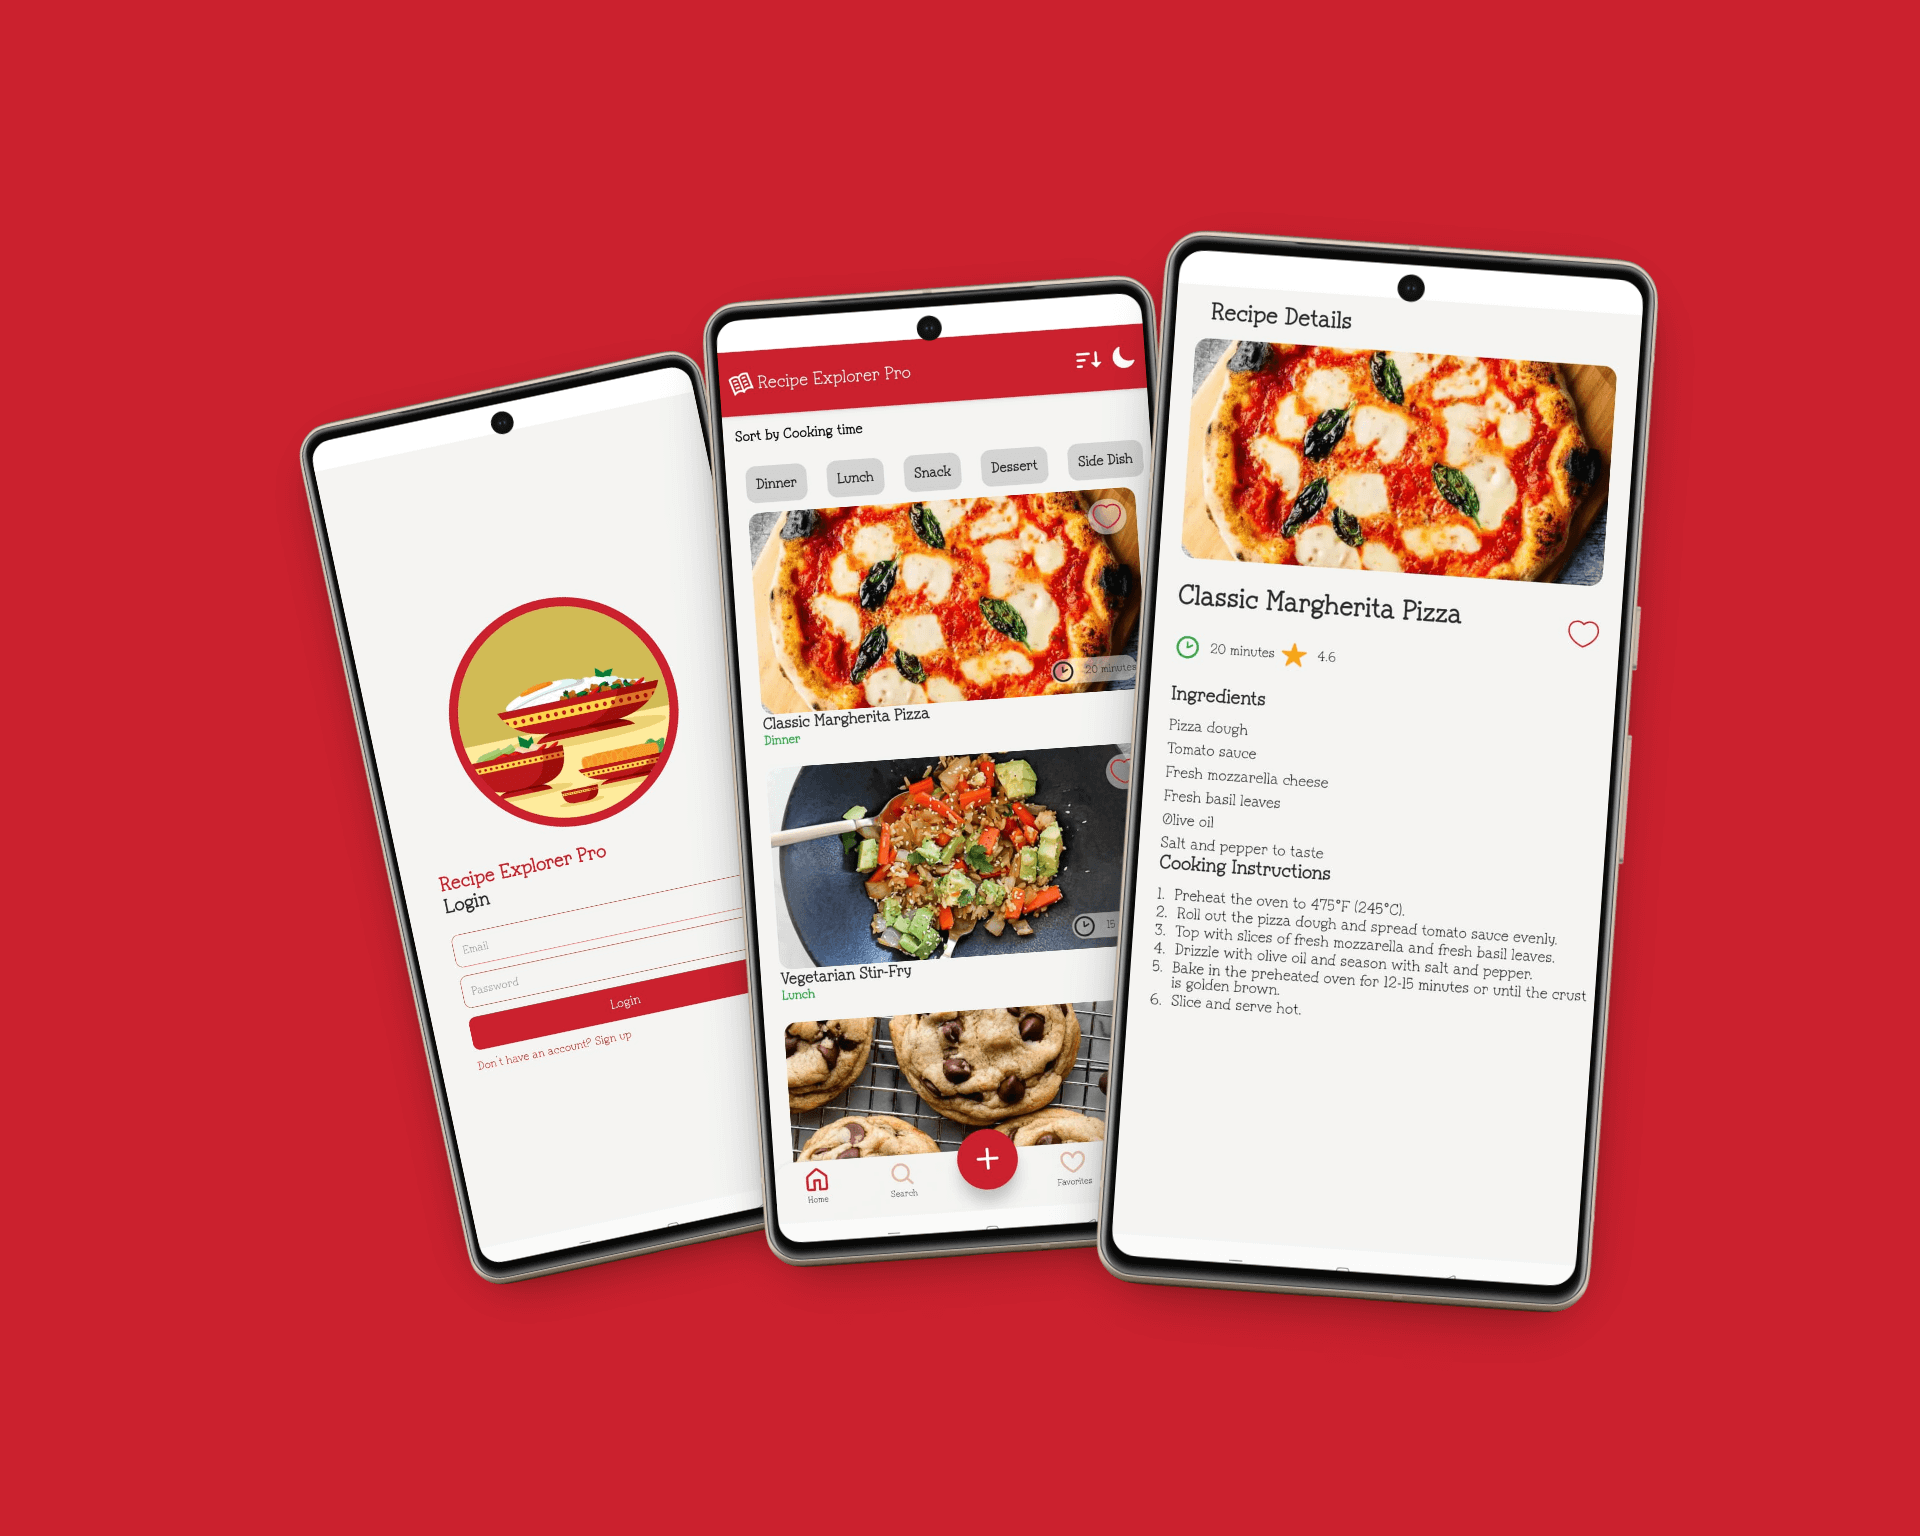 Recipe Explorer Pro
Login
Email
Password
Login
Don't have an account? Sign up
Recipe Explorer Pro
Sort by Cooking time
Dinner
Lunch
Snack
Dessert
Side Dish
20 minutes
Classic Margherita Pizza
Dinner
15
Vegetarian Stir-Fry
Lunch
Home
Search
Favorites
Recipe Details
Classic Margherita Pizza
20 minutes
4.6
Ingredients
Pizza dough
Tomato sauce
Fresh mozzarella cheese
Fresh basil leaves
Olive oil
Salt and pepper to taste
Cooking Instructions
1. Preheat the oven to 475°F (245°C).
2. Roll out the pizza dough and spread tomato sauce evenly.
3. Top with slices of fresh mozzarella and fresh basil leaves.
4. Drizzle with olive oil and season with salt and pepper.
5. Bake in the preheated oven for 12-15 minutes or until the crust
is golden brown.
6. Slice and serve hot.